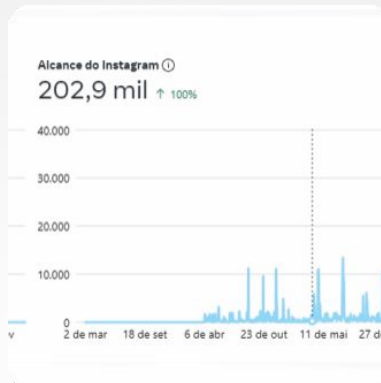 Alcance do Instagram
202,9 mil ↑ 100%
40.000
30.000
20.000
10.000
0
v 2 de mar 18 de set 6 de abr 23 de out 11 de mai 27 d